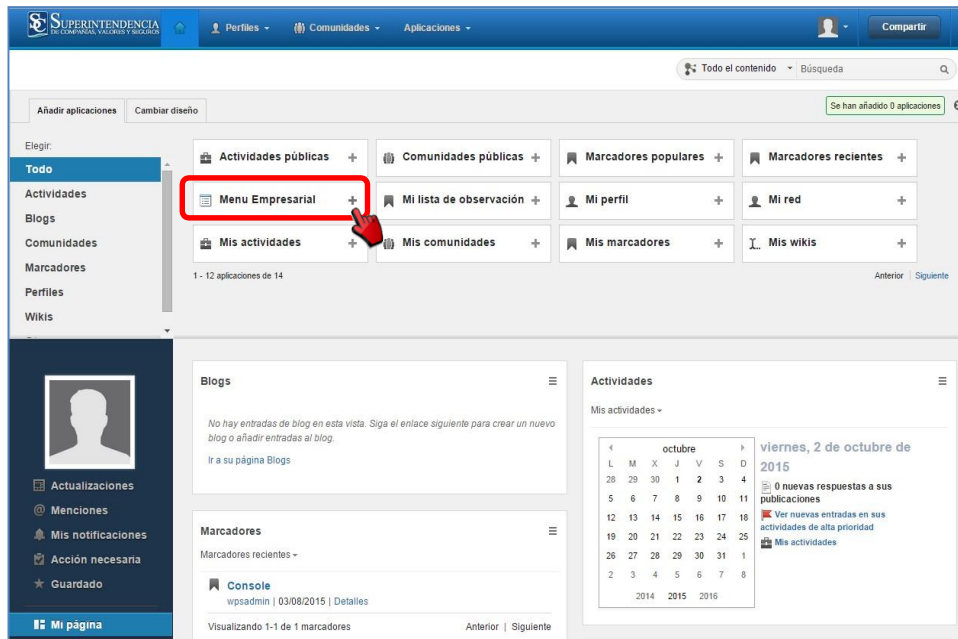 SUPERINTENDENCIA
DE COMPAÑÍAS, VALORES Y SEGUROS
Perfiles
Comunidades
Aplicaciones
Compartir
Todo el contenido
Búsqueda
Añadir aplicaciones
Cambiar diseño
Se han añadido 0 aplicaciones
Elegir:
Todo
Actividades
Blogs
Comunidades
Marcadores
Perfiles
Wikis
Actividades públicas +
Comunidades públicas +
Marcadores populares +
Marcadores recientes +
Menu Empresarial +
Mi lista de observación +
Mi perfil +
Mi red +
Mis actividades +
Mis comunidades +
Mis marcadores +
Mis wikis +
1 - 12 aplicaciones de 14
Anterior | Siguiente
Actualizaciones
Menciones
Mis notificaciones
Acción necesaria
Guardado
Mi página
Blogs
No hay entradas de blog en esta vista. Siga el enlace siguiente para crear un nuevo
blog o añadir entradas al blog.
Ir a su página Blogs
Marcadores
Marcadores recientes
Console
wpsadmin | 03/08/2015 | Detalles
Visualizando 1-1 de 1 marcadores
Anterior | Siguiente
Actividades
Mis actividades
octubre
L M X J V S D
28 29 30 1 2 3 4
5 6 7 8 9 10 11
12 13 14 15 16 17 18
19 20 21 22 23 24 25
26 27 28 29 30 31 1
2 3 4 5 6 7 8
2014 2015 2016
viernes, 2 de octubre de
2015
0 nuevas respuestas a sus
publicaciones
Ver nuevas entradas en sus
actividades de alta prioridad
Mis actividades